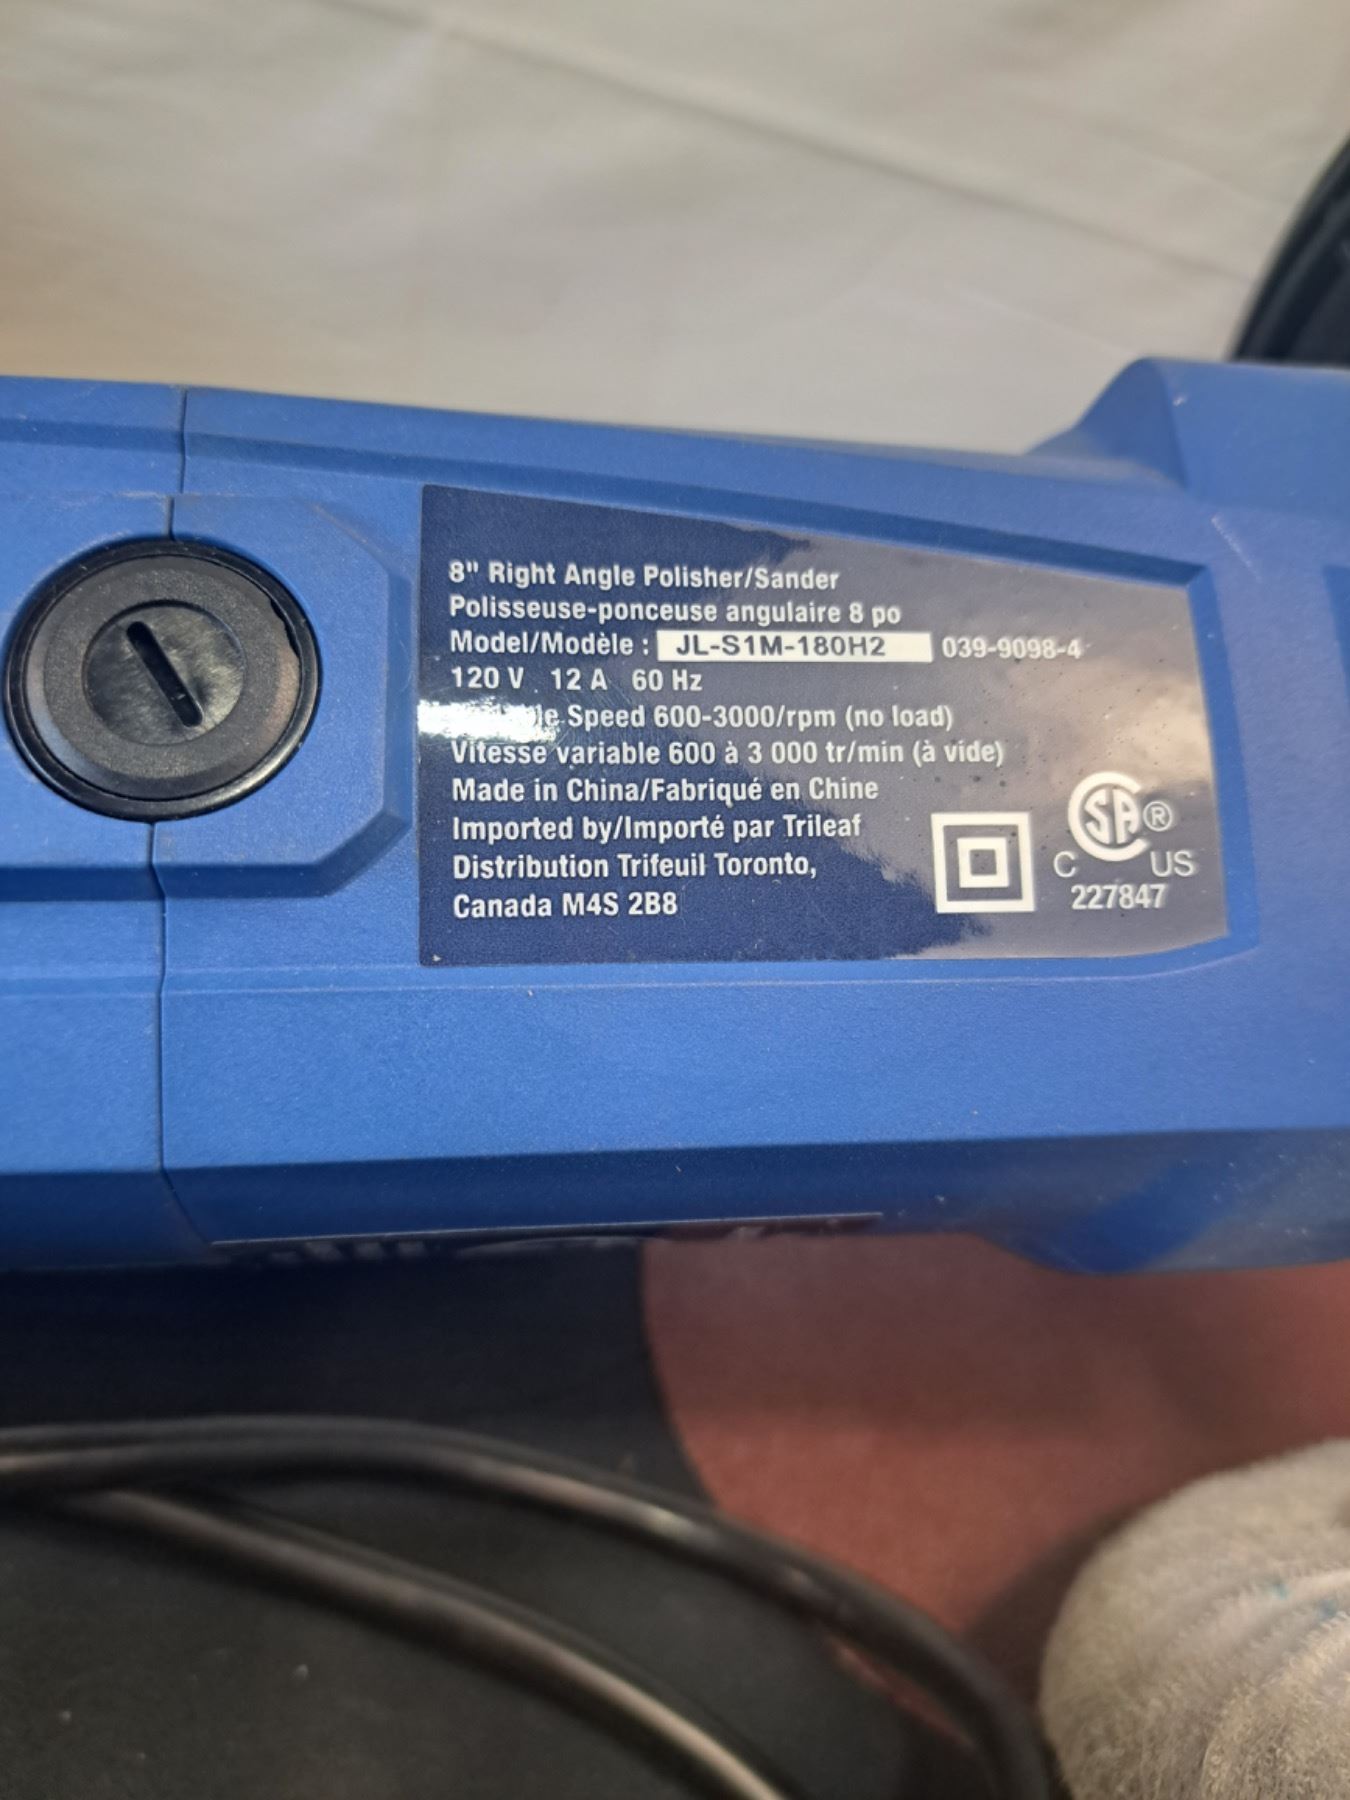 8" Right Angle Polisher/Sander
Polisseuse-ponceuse angulaire 8 po
Model/Modèle : JL-S1M-180H2 039-9098-4
120 V 12 A 60 Hz
Speed 600-3000/rpm (no load)
Vitesse variable 600 à 3 000 tr/min (à vide)
Made in China/Fabriqué en Chine
Imported by/Importé par Trileaf
Distribution Trifeuil Toronto,
Canada M4S 2B8
CSA®
C US
227847